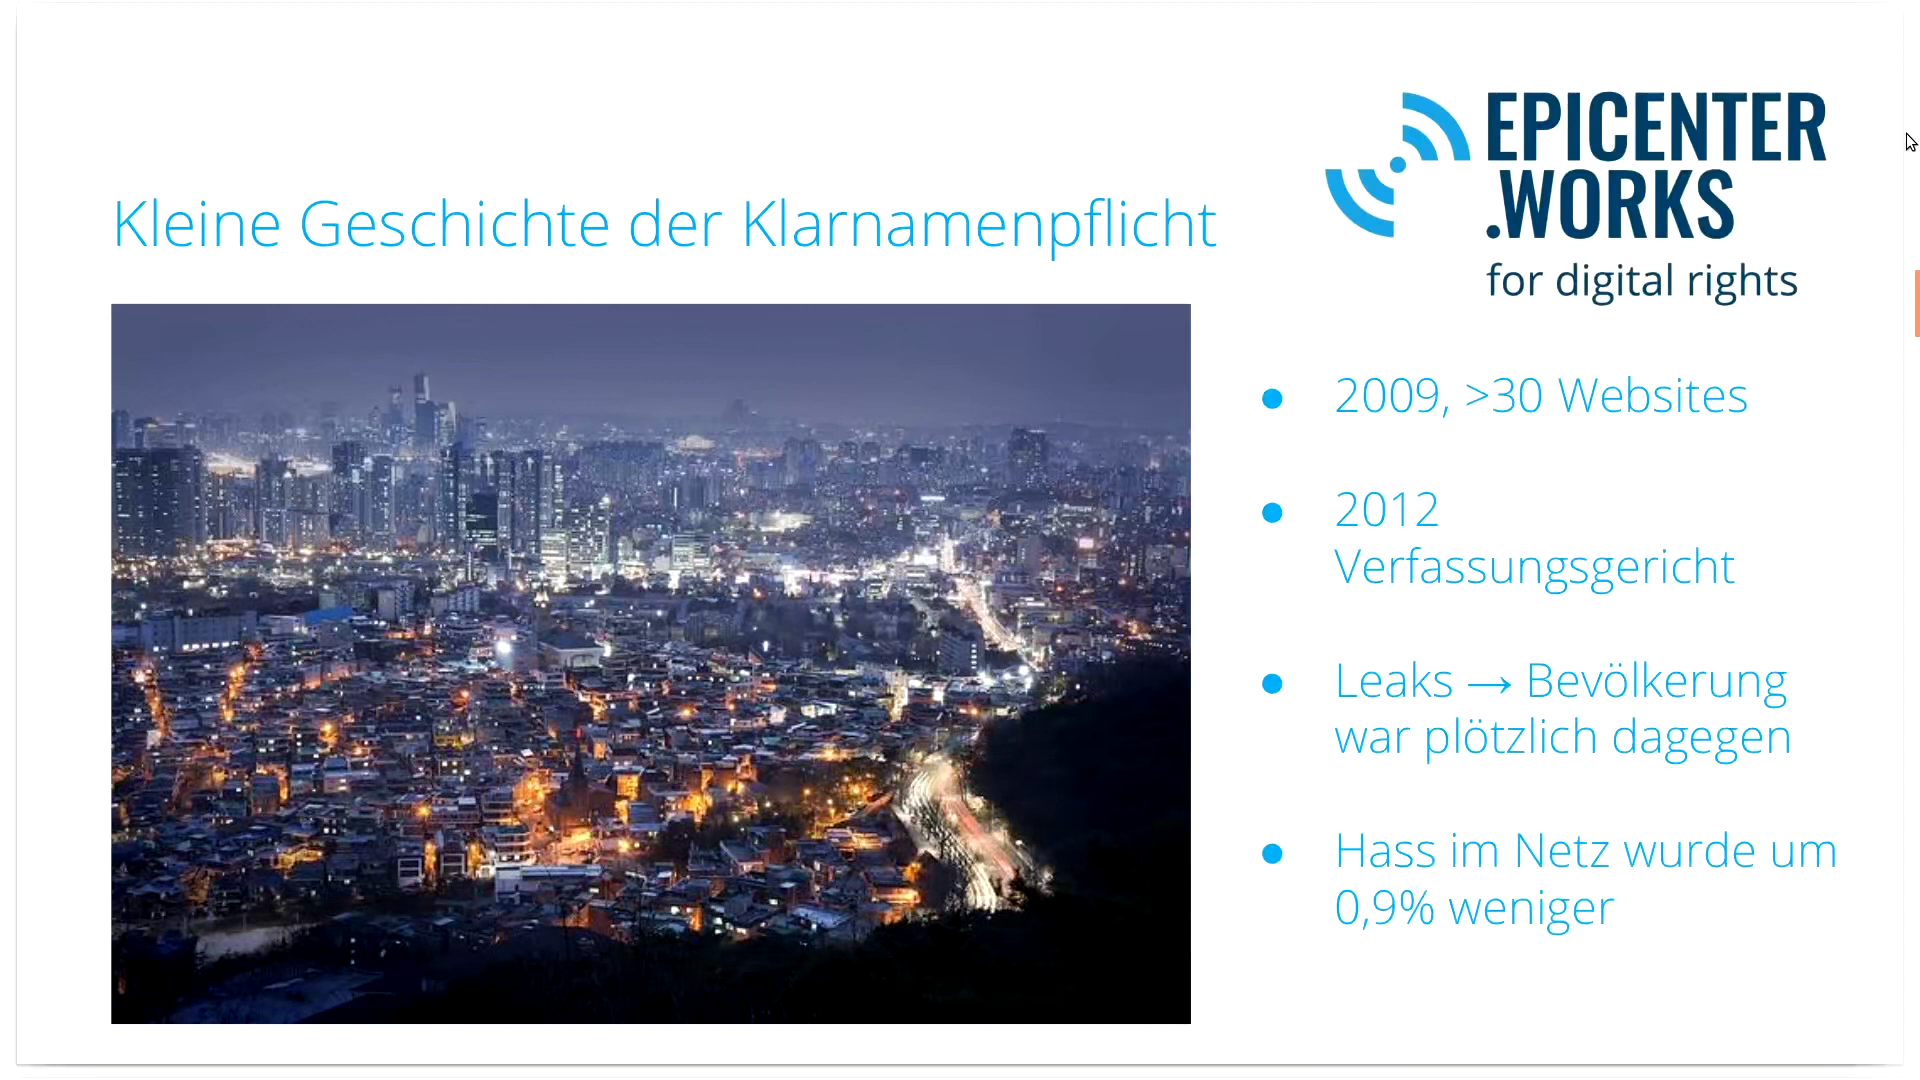 EPICENTER
.WORKS
for digital rights
Kleine Geschichte der Klarnamenpflicht
● 2009, >30 Websites
● 2012
Verfassungsgericht
● Leaks → Bevölkerung
war plötzlich dagegen
● Hass im Netz wurde um
0,9% weniger